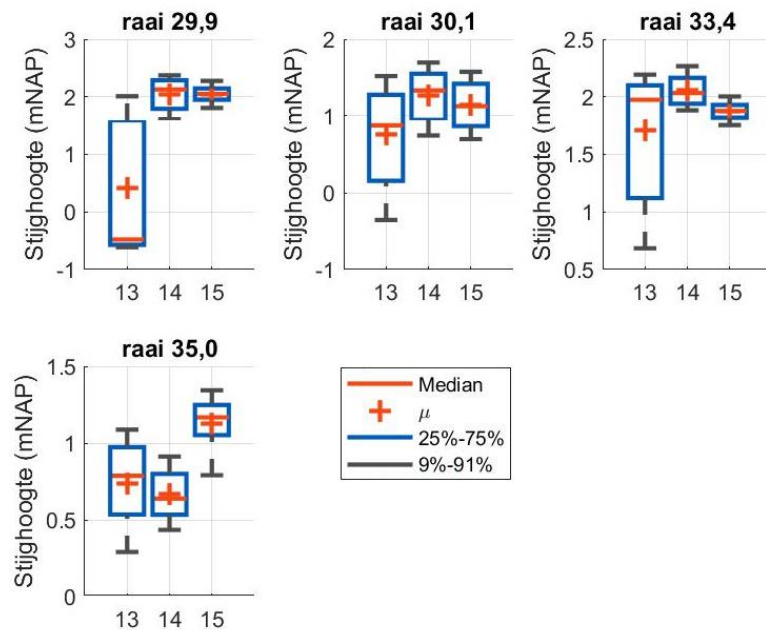 raai 29,9
Stijghoogte (mNAP)
3
2
1
0
-1
13 14 15
raai 30,1
Stijghoogte (mNAP)
2
1
0
-1
13 14 15
raai 33,4
Stijghoogte (mNAP)
2.5
2
1.5
1
0.5
13 14 15
raai 35,0
Stijghoogte (mNAP)
1.5
1
0.5
0
13 14 15
Median
μ
25%-75%
9%-91%